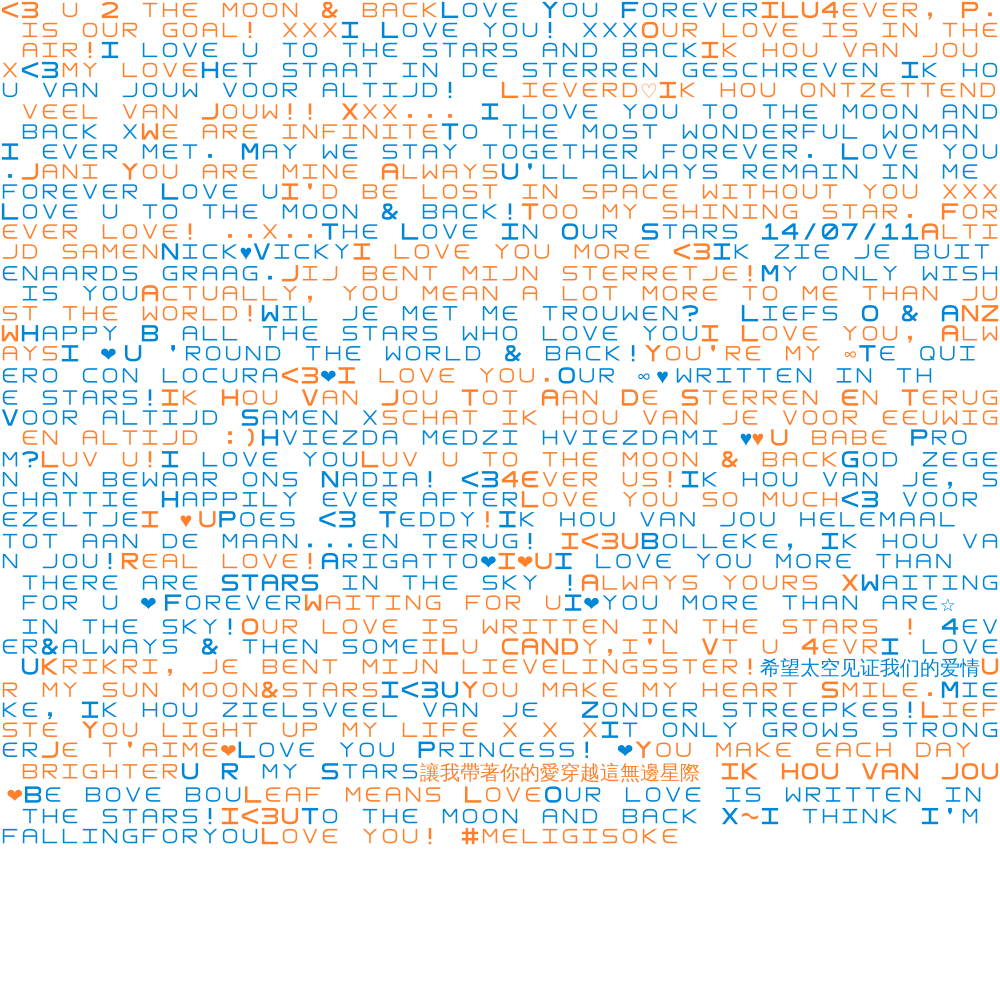 <3 u 2 the moon & backLove You ForeverILU4ever, P.
is our goal! xxxI Love you! xxxOur love is in the
air!I love u to the stars and backIk hou van jou
x<3my loveHet staat in de sterren geschreven Ik ho
u van jouw voor altijd! Lieverd♡Ik hou ontzettend
veel van Jouw!! Xxx... I love you to the moon and
back xWe are infiniteTo the most wonderful woman
I ever met. May we stay together forever. Love you
.Jani You are mine AlwaysU'll always remain in me
forever Love uI'd be lost in space without you xxx
Love u to the moon & back!Too my shining star. For
ever love! ..x..The Love In Our Stars 14/07/11Alti
jd samenNick♥VickyI love you more <3Ik zie je buit
enaards graag.Jij bent mijn sterretje!My only wish
is youActually, you mean a lot more to me than ju
st the world!Wil je met me trouwen? Liefs O & ANZ
WHappy B all the stars who love youI Love you, Alw
aysI ❤U 'round the world & back!You're my ∞Te qui
ero con locura<3❤I love you.Our ∞♥written in th
e stars!Ik Hou Van Jou Tot Aan De Sterren En Terug
Voor altijd Samen xSchat ik hou van je voor eeuwig
en altijd :)Hviezda medzi hviezdami ♥♥U babe Pro
m?Luv u!I love youLuv u to the moon & backGod zege
n en bewaar ons Nadia! <34Ever us!Ik hou van je, s
chattie Happily ever afterLove you so much<3 voor
ezeltjeI ♥UPoes <3 Teddy!Ik hou van jou helemaal
tot aan de maan...en terug! I<3UBolleke, Ik hou va
n jou!Real love!Arigatto❤I❤UI love you more than
there are STARS in the sky !Always yours XWaiting
for u ❤ForeverWaiting for uI❤you more than are☆
in the sky!Our love is written in the stars ! 4ev
er&always & then someILu CANDy,i'l Vt u 4evrI love
UKrikri, je bent mijn lievelingsster!希望太空见证我们的爱情U
r my sun moon&starsI<3UYou make my heart Smile.Mie
ke, Ik hou zielsveel van je Zonder streepkes!Lief
ste You light up my life x x xIt only grows strong
erJe t'aime❤Love you Princess! ❤You make each day
brighterU R my Stars讓我帶著你的愛穿越這無邊星際 IK HOU VAN JOU
❤Be bove bouLeaf means LoveOur love is written in
the stars!I<3UTo the moon and back X~I think I'm
fallingforyouLove you! #meligisoke